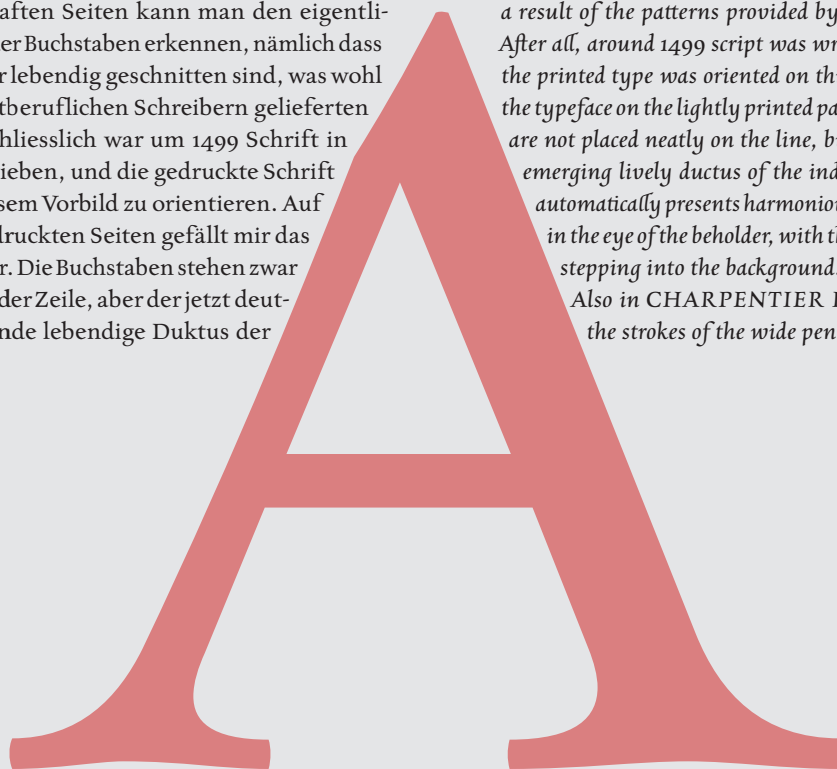 aften Seiten kann man den eigentli-
er Buchstaben erkennen, nämlich dass
r lebendig geschnitten sind, was wohl
tberuflichen Schreibern gelieferten
hliesslich war um 1499 Schrift in
ieben, und die gedruckte Schrift
sem Vorbild zu orientieren. Auf
druckten Seiten gefällt mir das
r. Die Buchstaben stehen zwar
der Zeile, aber der jetzt deut-
nde lebendige Duktus der
a result of the patterns provided by
After all, around 1499 script was wr
the printed type was oriented on th
the typeface on the lightly printed pa
are not placed neatly on the line, b
emerging lively ductus of the ind
automatically presents harmoniou
in the eye of the beholder, with th
stepping into the background.
Also in CHARPENTIER
the strokes of the wide pen
A